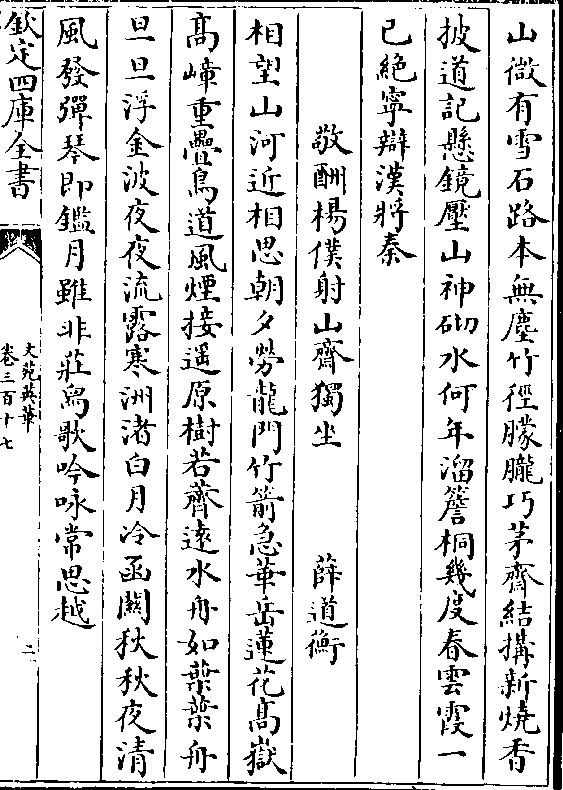 山微有雪石路本無塵竹徑朦朧巧茅齋結搆新燒香
披道記懸鏡壓山神砌水何年溜簷桐幾度春雲霞一
已絶寧辯漢將秦
敬酬楊僕射山齋獨坐　薛道衡
相望山河近相思朝夕勞龍門竹箭急華岳蓮花髙嶽
髙嶂重疊鳥道風煙接遥原樹若薺逺水舟如葉葉舟
旦旦浮金波夜夜流露寒洲渚白月冷函闗秋秋夜清
風發彈琴即鑑月雖非莊舄歌吟咏常思越
欽定四庫全書
文苑英華
卷三百十七
二